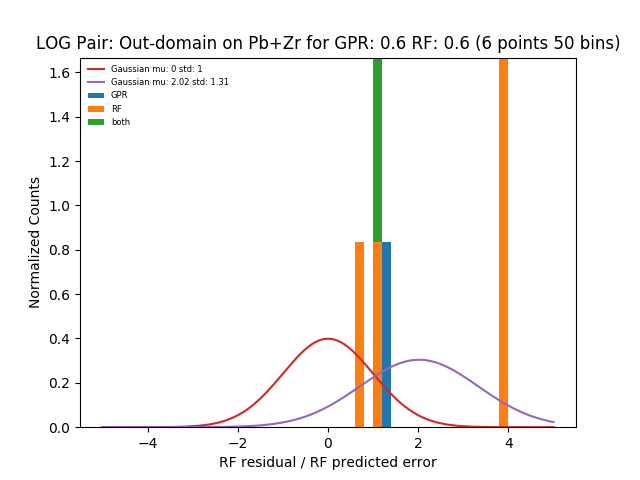 LOG Pair: Out-domain on Pb+Zr for GPR: 0.6 RF: 0.6 (6 points 50 bins)
Gaussian mu: 0 std: 1
Gaussian mu: 2.02 std: 1.31
GPR
RF
both
Normalized Counts
1.6
1.4
1.2
1.0
0.8
0.6
0.4
0.2
0.0
−4
−2
0
2
4
RF residual / RF predicted error